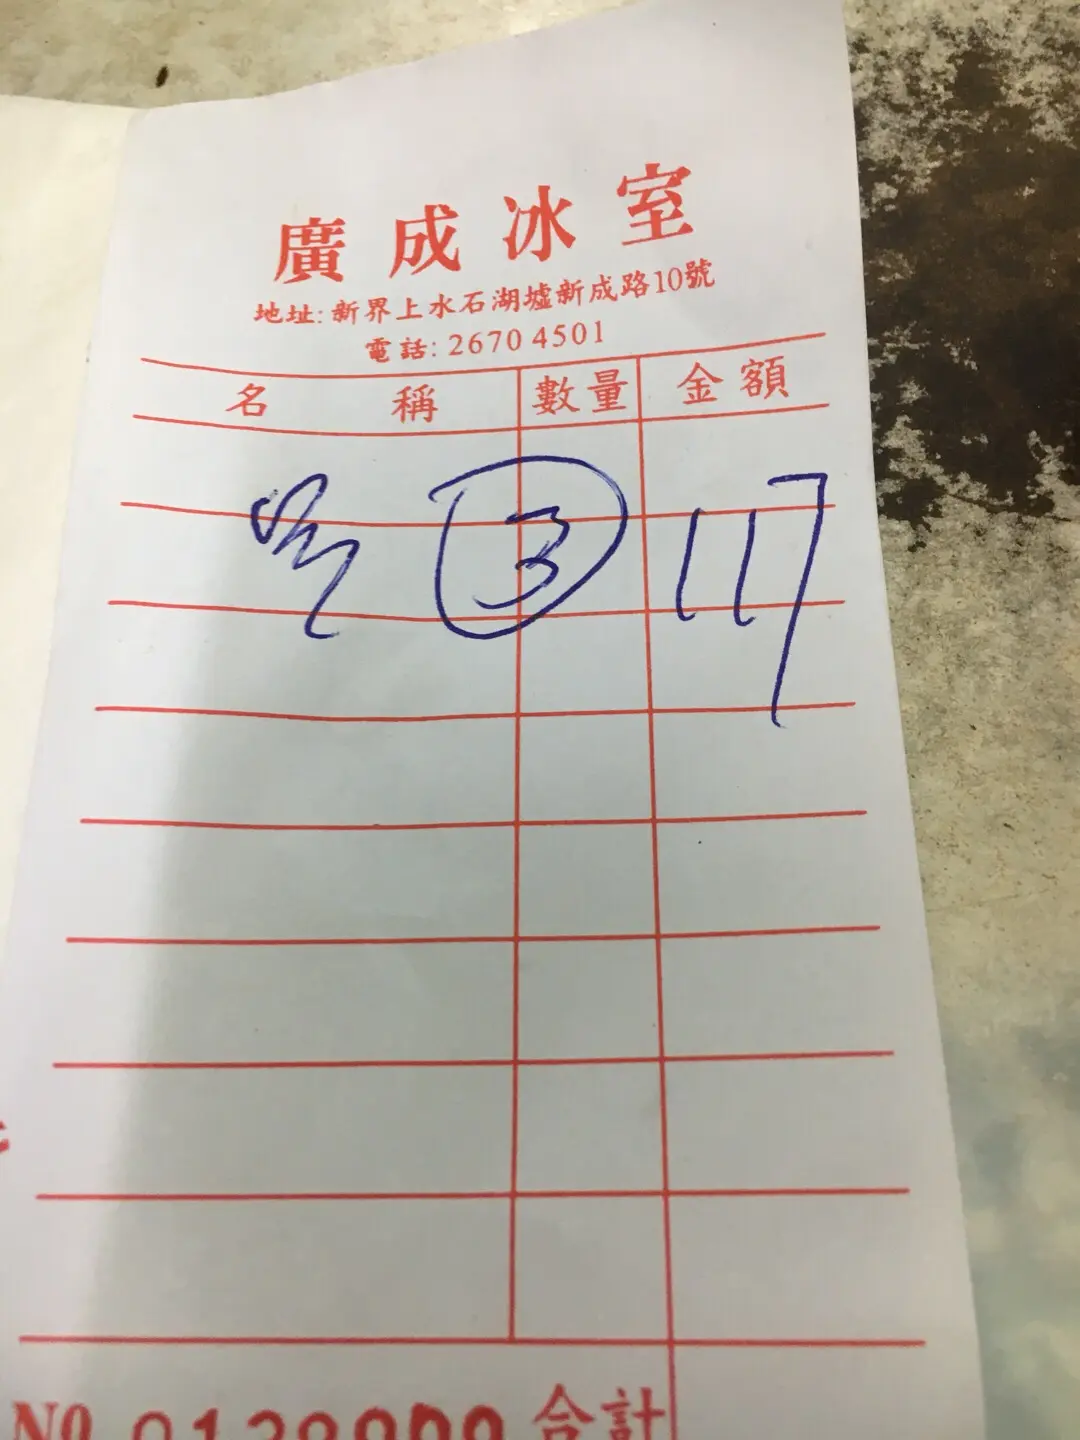 廣成冰室
地址: 新界上水石湖墟新成路10號
電話: 2670 4501
名稱 數量 金額
3 117
No 合計